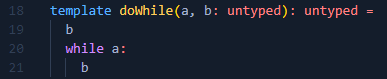 18 template doWhile(a, b: untyped): untyped =
19 b
20 while a:
21 b